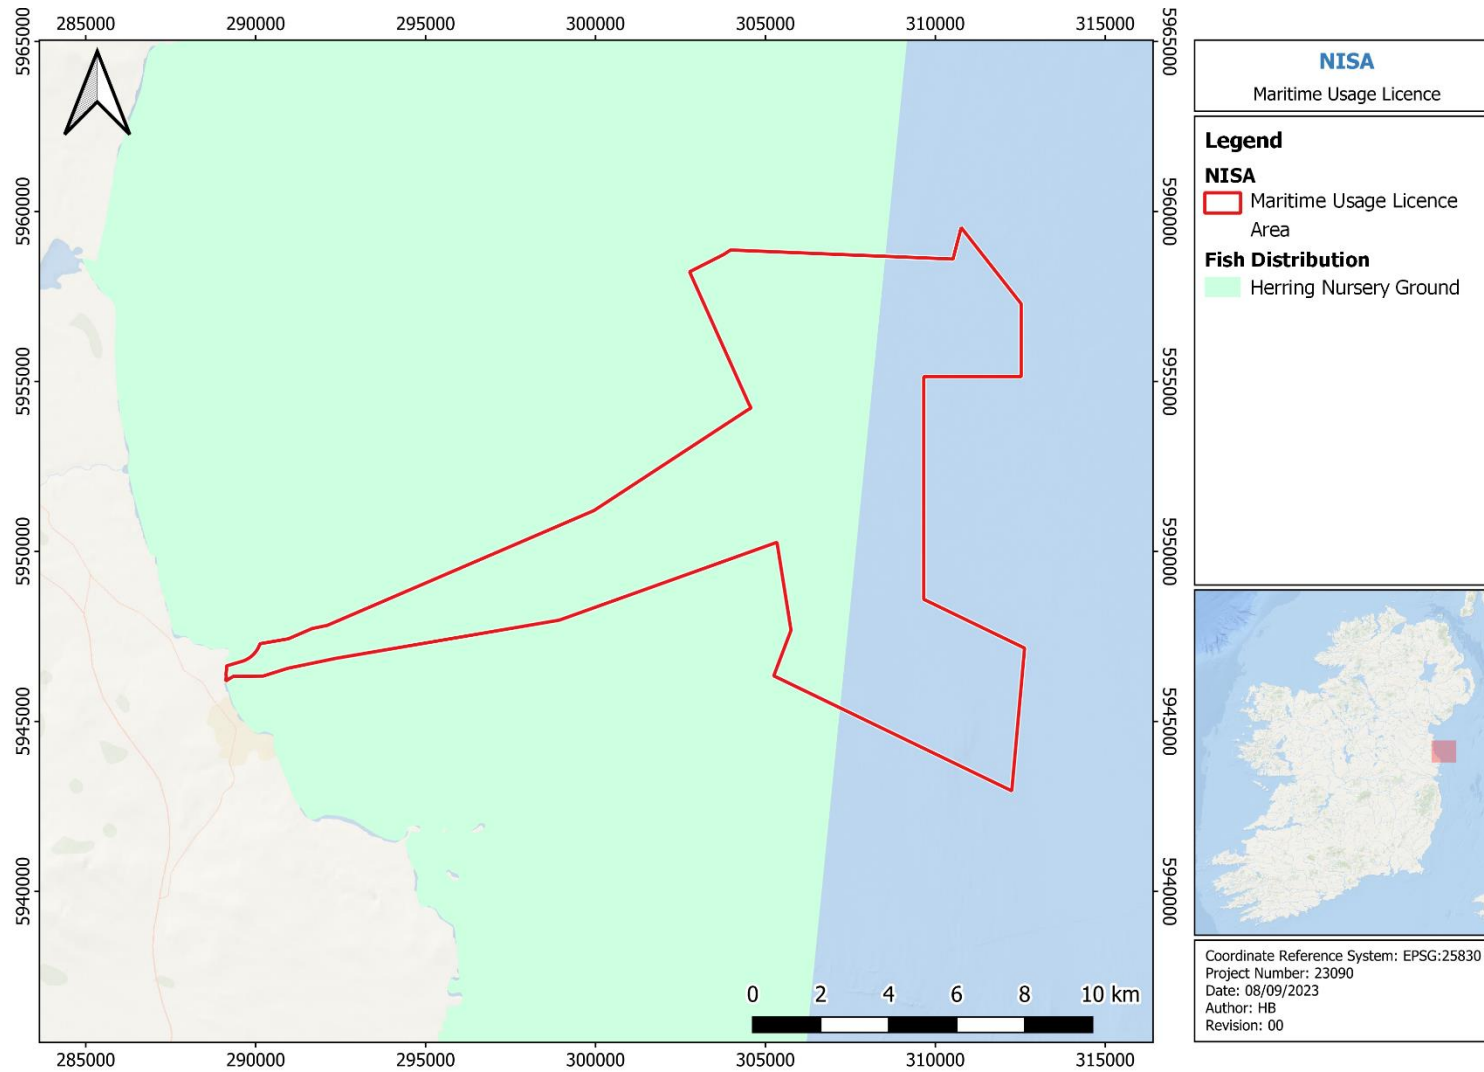 285000 290000 295000 300000 305000 310000 315000
5965000 5965000
5960000 5960000
5955000 5955000
5950000 5950000
5945000 5945000
5940000 5940000
0 2 4 6 8 10 km
285000 290000 295000 300000 305000 310000 315000
NISA
Maritime Usage Licence
Legend
NISA
Maritime Usage Licence
Area
Fish Distribution
Herring Nursery Ground
Coordinate Reference System: EPSG:25830
Project Number: 23090
Date: 08/09/2023
Author: HB
Revision: 00